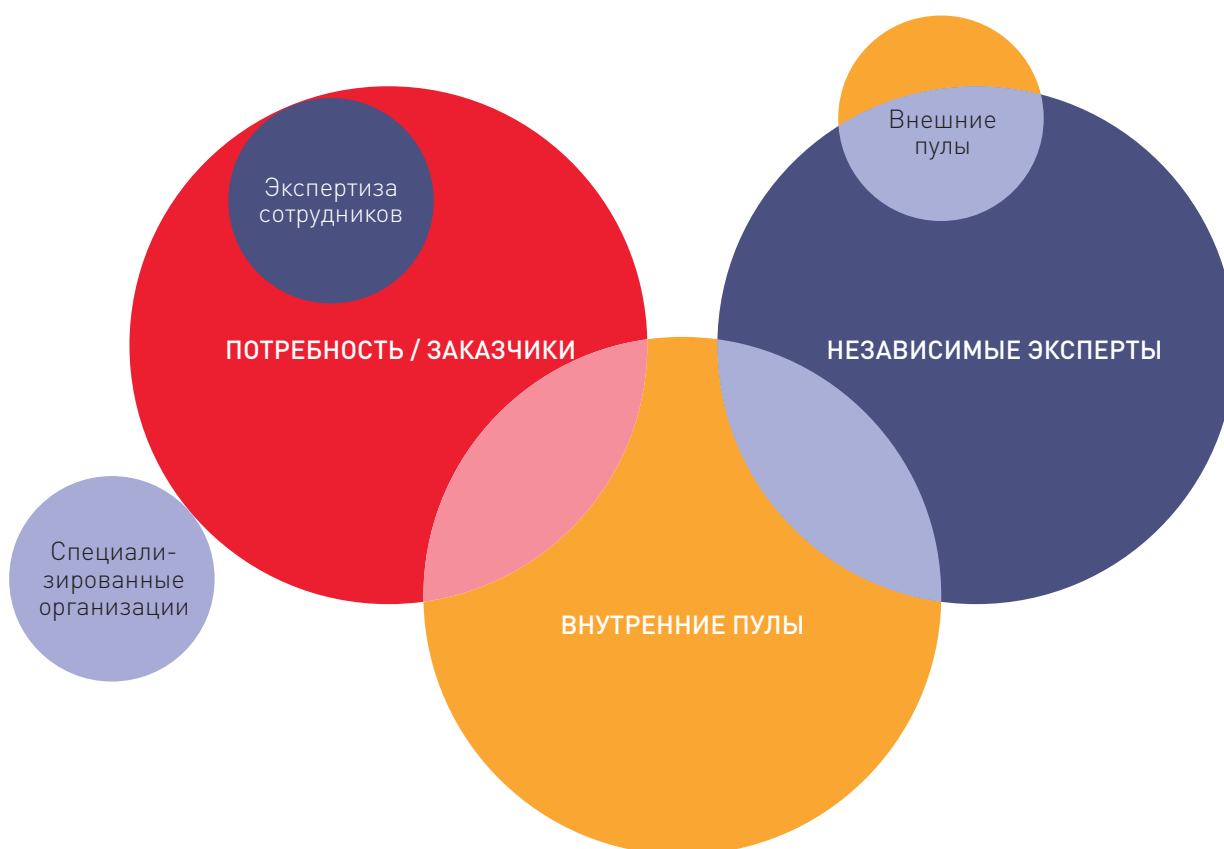 Внешние
пулы
Экспертиза
сотрудников
ПОТРЕБНОСТЬ / ЗАКАЗЧИКИ
НЕЗАВИСИМЫЕ ЭКСПЕРТЫ
Специали-
зированные
организации
ВНУТРЕННИЕ ПУЛЫ